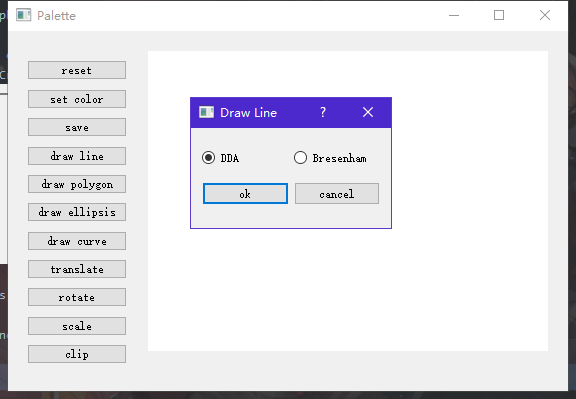 Palette
reset
set color
save
draw line
draw polygon
draw ellipsis
draw curve
translate
rotate
scale
clip
Draw Line ?
DDA Bresenham
ok cancel